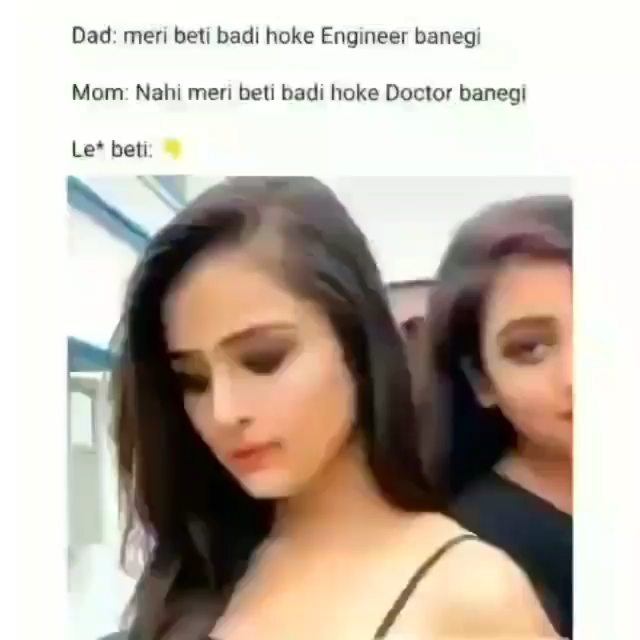 Dad: meri beti badi hoke Engineer banegi
Mom: Nahi meri beti badi hoke Doctor banegi
Le* beti: 👇